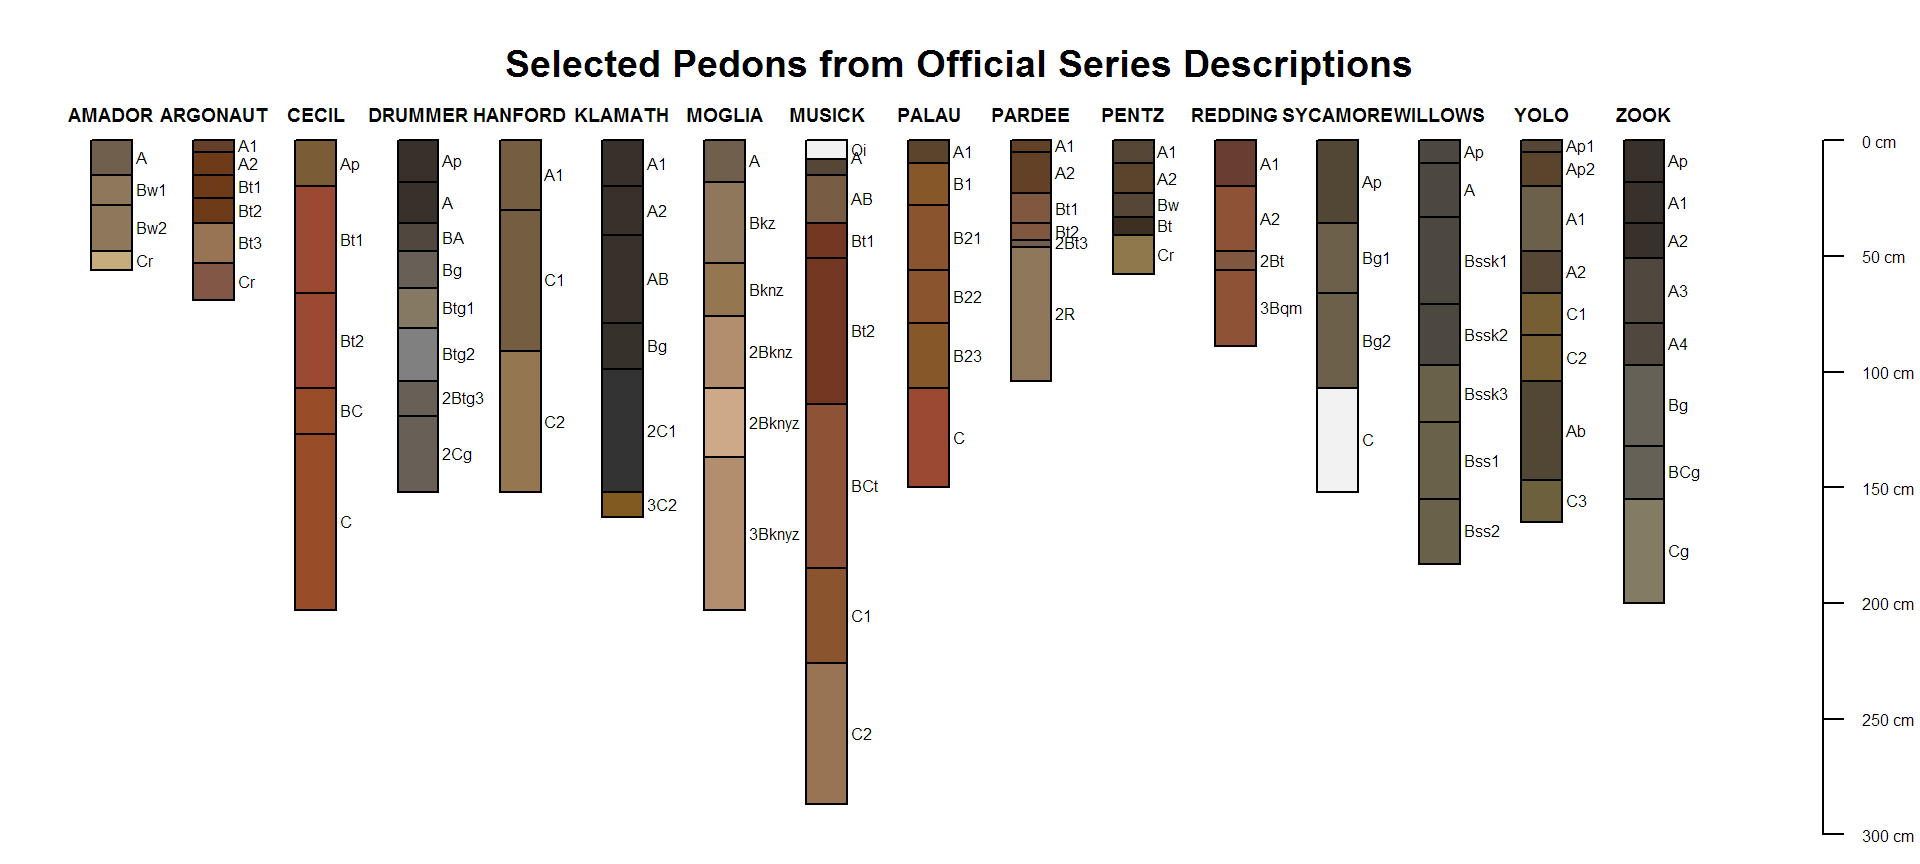 Selected Pedons from Official Series Descriptions
AMADOR ARGONAUT CECIL DRUMMER HANFORD KLAMATH MOGLIA MUSICK PALAU PARDEE PENTZ REDDING SYCAMORE WILLOWS YOLO ZOOK
A
Bw1
Bw2
Cr
A1
A2
Bt1
Bt2
Bt3
Cr
Ap
Bt1
Bt2
BC
C
Ap
A
BA
Bg
Btg1
Btg2
2Btg3
2Cg
A1
C1
C2
A1
A2
AB
Bg
2C1
3C2
A
Bkz
Bknz
2Bknz
2Bknyz
3Bknyz
Oi
A
AB
Bt1
Bt2
BCt
C1
C2
A1
B1
B21
B22
B23
C
A1
A2
Bt1
Bt2
2Bt3
2R
A1
A2
Bw
Bt
Cr
A1
A2
2Bt
3Bqm
Ap
Bg1
Bg2
C
Ap
A
Bssk1
Bssk2
Bssk3
Bss1
Bss2
Ap1
Ap2
A1
A2
C1
C2
Ab
C3
Ap
A1
A2
A3
A4
Bg
BCg
Cg
0 cm
50 cm
100 cm
150 cm
200 cm
250 cm
300 cm